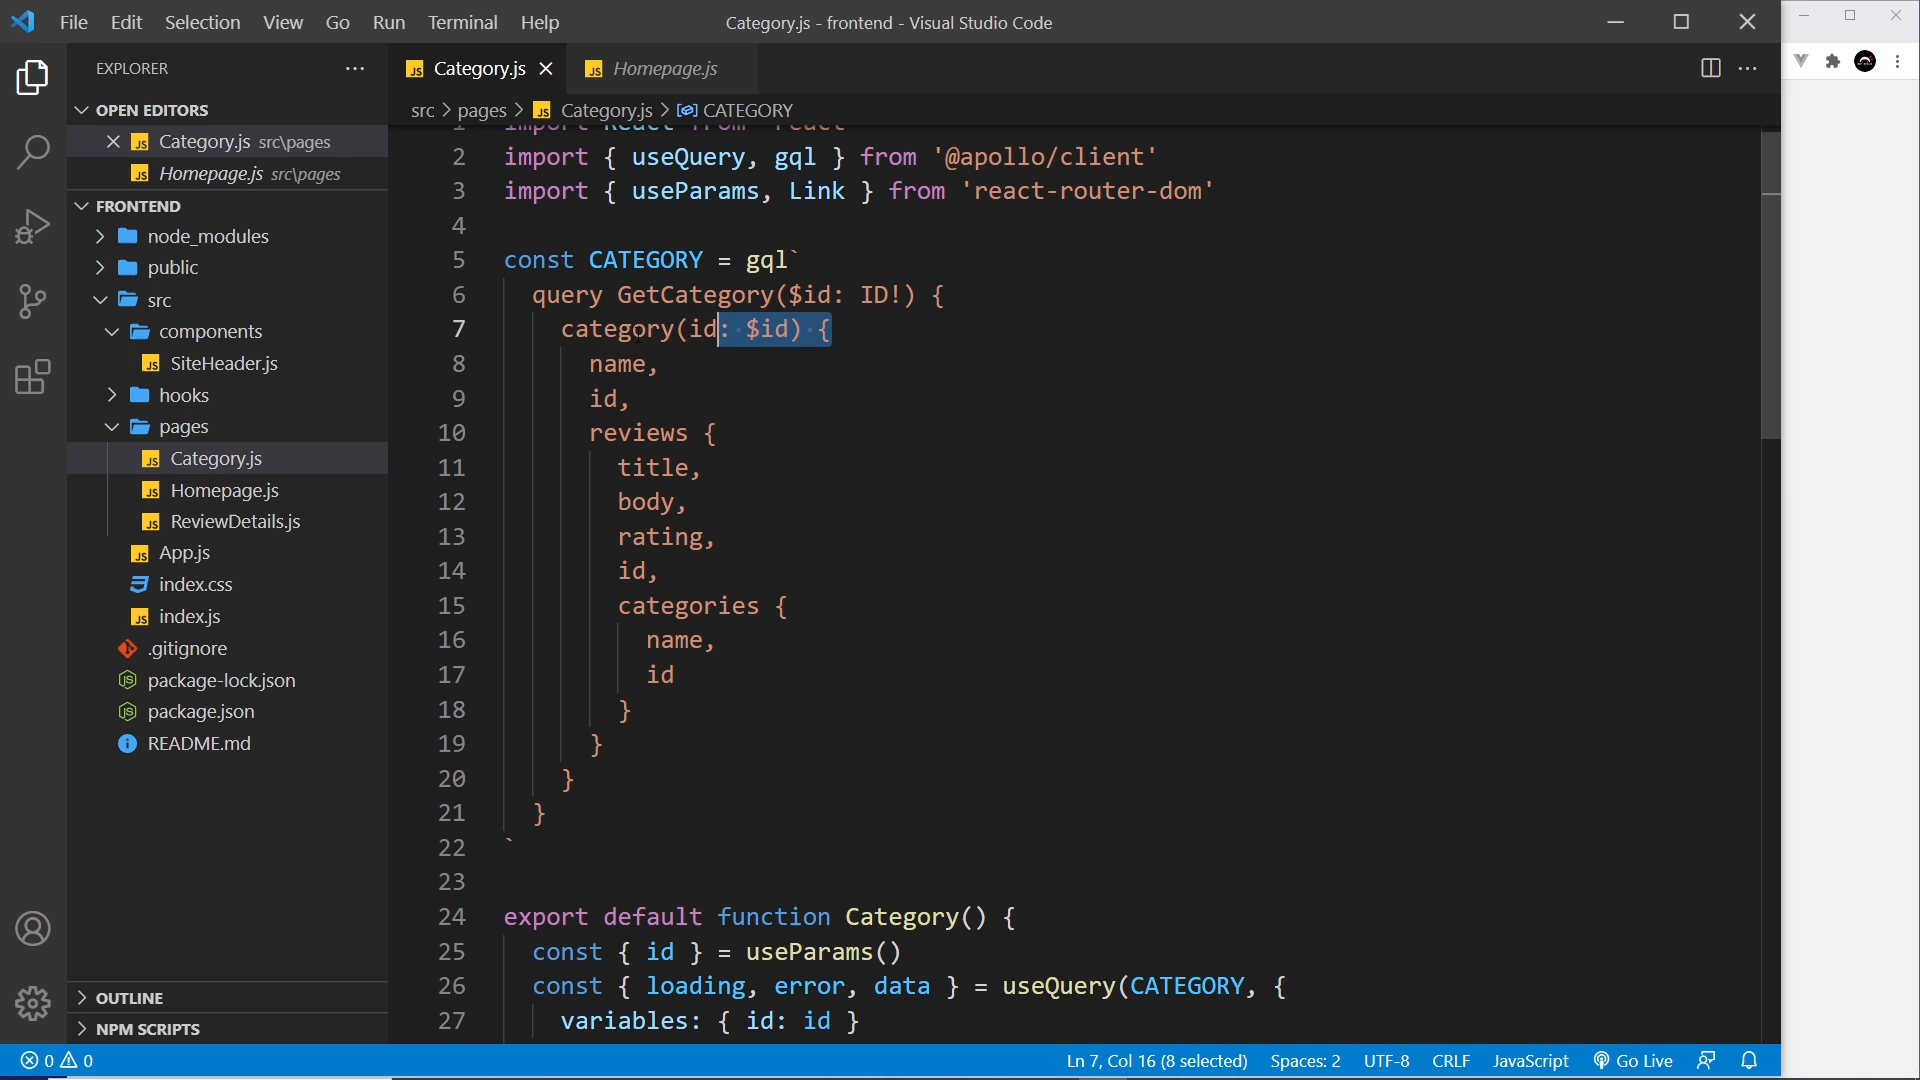 File Edit Selection View Go Run Terminal Help
Category.js - frontend - Visual Studio Code
EXPLORER
Category.js
Homepage.js
OPEN EDITORS
Category.js src\pages
Homepage.js src\pages
FRONTEND
node_modules
public
src
components
SiteHeader.js
hooks
pages
Category.js
Homepage.js
ReviewDetails.js
App.js
index.css
index.js
.gitignore
package-lock.json
package.json
README.md
OUTLINE
NPM SCRIPTS
src > pages > Category.js > CATEGORY
1 import React from 'react'
2 import { useQuery, gql } from '@apollo/client'
3 import { useParams, Link } from 'react-router-dom'
4
5 const CATEGORY = gql`
6 query GetCategory($id: ID!) {
7 category(id: $id) {
8 name,
9 id,
10 reviews {
11 title,
12 body,
13 rating,
14 id,
15 categories {
16 name,
17 id
18 }
19 }
20 }
21 }
22 `
23
24 export default function Category() {
25 const { id } = useParams()
26 const { loading, error, data } = useQuery(CATEGORY, {
27 variables: { id: id }
0 0
Ln 7, Col 16 (8 selected) Spaces: 2 UTF-8 CRLF JavaScript Go Live